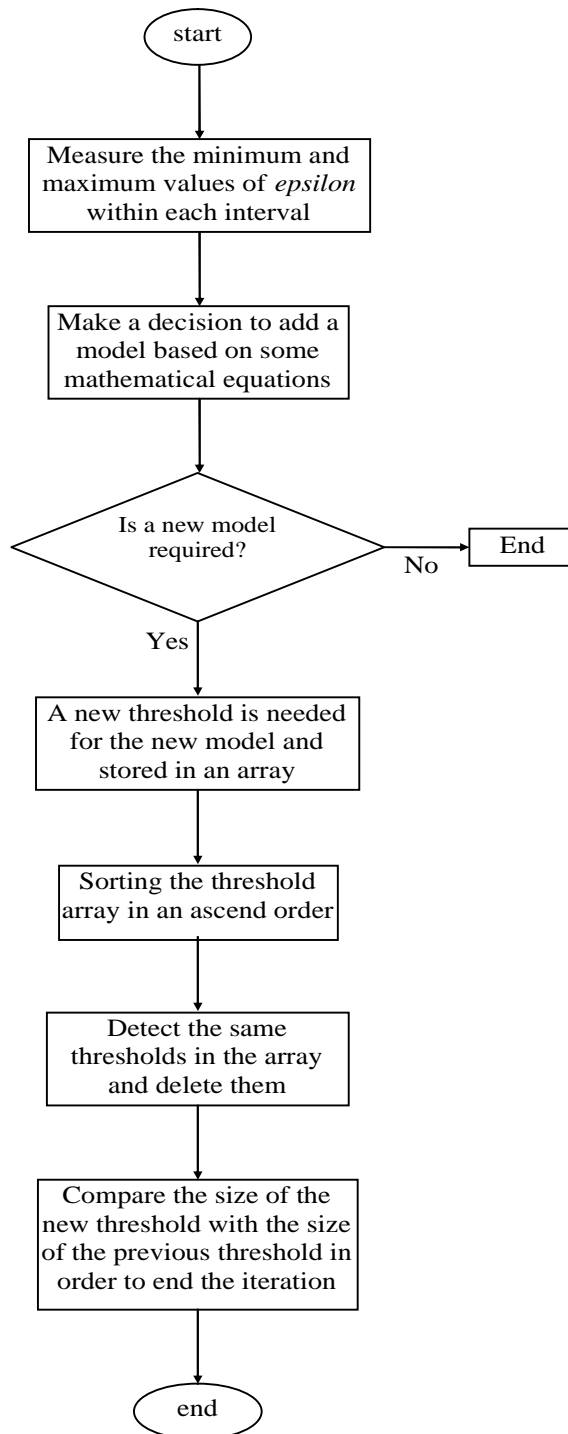 start
Measure the minimum and
maximum values of epsilon
within each interval
Make a decision to add a
model based on some
mathematical equations
Is a new model
required?
End
No
Yes
A new threshold is needed
for the new model and
stored in an array
Sorting the threshold
array in an ascend order
Detect the same
thresholds in the array
and delete them
Compare the size of the
new threshold with the size
of the previous threshold in
order to end the iteration
end